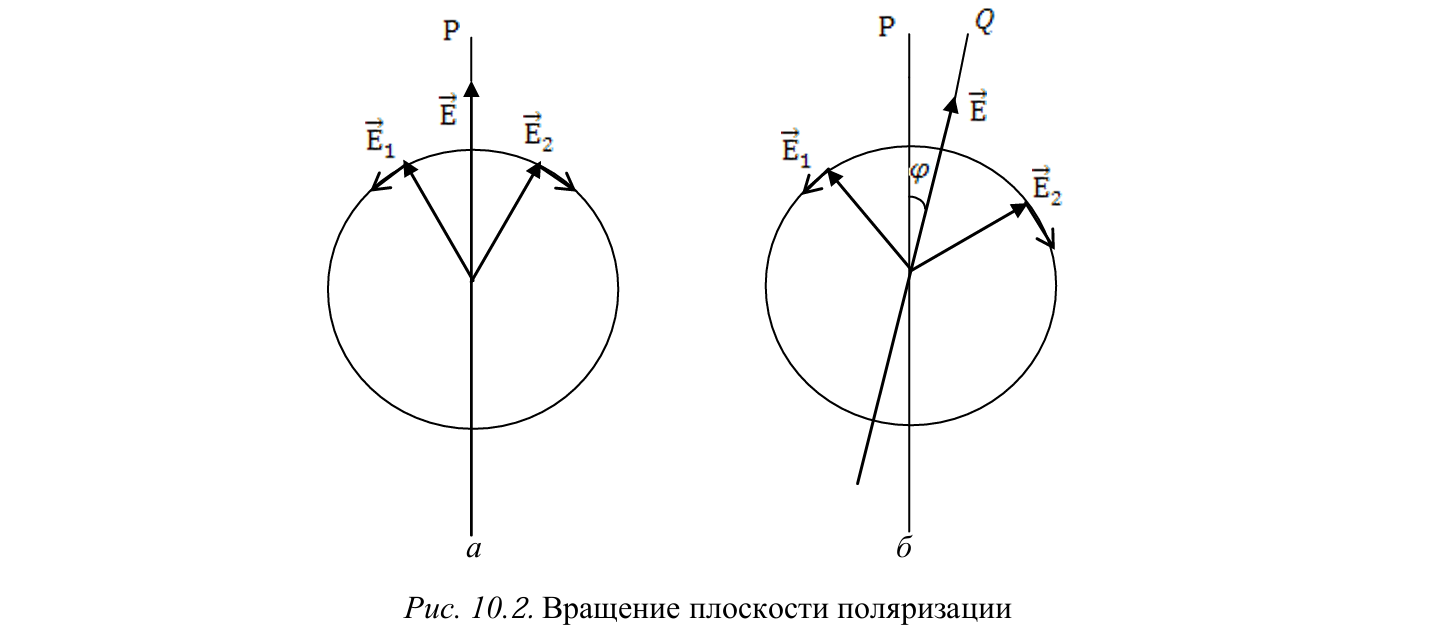 P
P
Q
E⃗
E⃗
E⃗₁
E⃗₂
E⃗₁
φ
E⃗₂
а
б
Рис. 10.2. Вращение плоскости поляризации